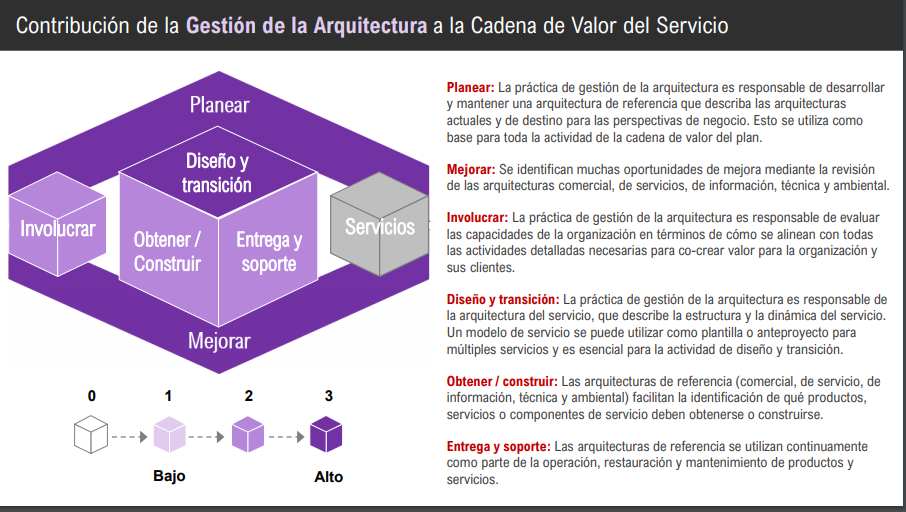 Contribución de la Gestión de la Arquitectura a la Cadena de Valor del Servicio
Planear
Diseño y
transición
Involucrar
Obtener /
Construir
Entrega y
soporte
Servicios
Mejorar
0 1 2 3
Bajo Alto
Planear: La práctica de gestión de la arquitectura es responsable de desarrollar
y mantener una arquitectura de referencia que describa las arquitecturas
actuales y de destino para las perspectivas de negocio. Esto se utiliza como
base para toda la actividad de la cadena de valor del plan.
Mejorar: Se identifican muchas oportunidades de mejora mediante la revisión
de las arquitecturas comercial, de servicios, de información, técnica y ambiental.
Involucrar: La práctica de gestión de la arquitectura es responsable de evaluar
las capacidades de la organización en términos de cómo se alinean con todas
las actividades detalladas necesarias para co-crear valor para la organización y
sus clientes.
Diseño y transición: La práctica de gestión de la arquitectura es responsable de
la arquitectura del servicio, que describe la estructura y la dinámica del servicio.
Un modelo de servicio se puede utilizar como plantilla o anteproyecto para
múltiples servicios y es esencial para la actividad de diseño y transición.
Obtener / construir: Las arquitecturas de referencia (comercial, de servicio, de
información, técnica y ambiental) facilitan la identificación de qué productos,
servicios o componentes de servicio deben obtenerse o construirse.
Entrega y soporte: Las arquitecturas de referencia se utilizan continuamente
como parte de la operación, restauración y mantenimiento de productos y
servicios.